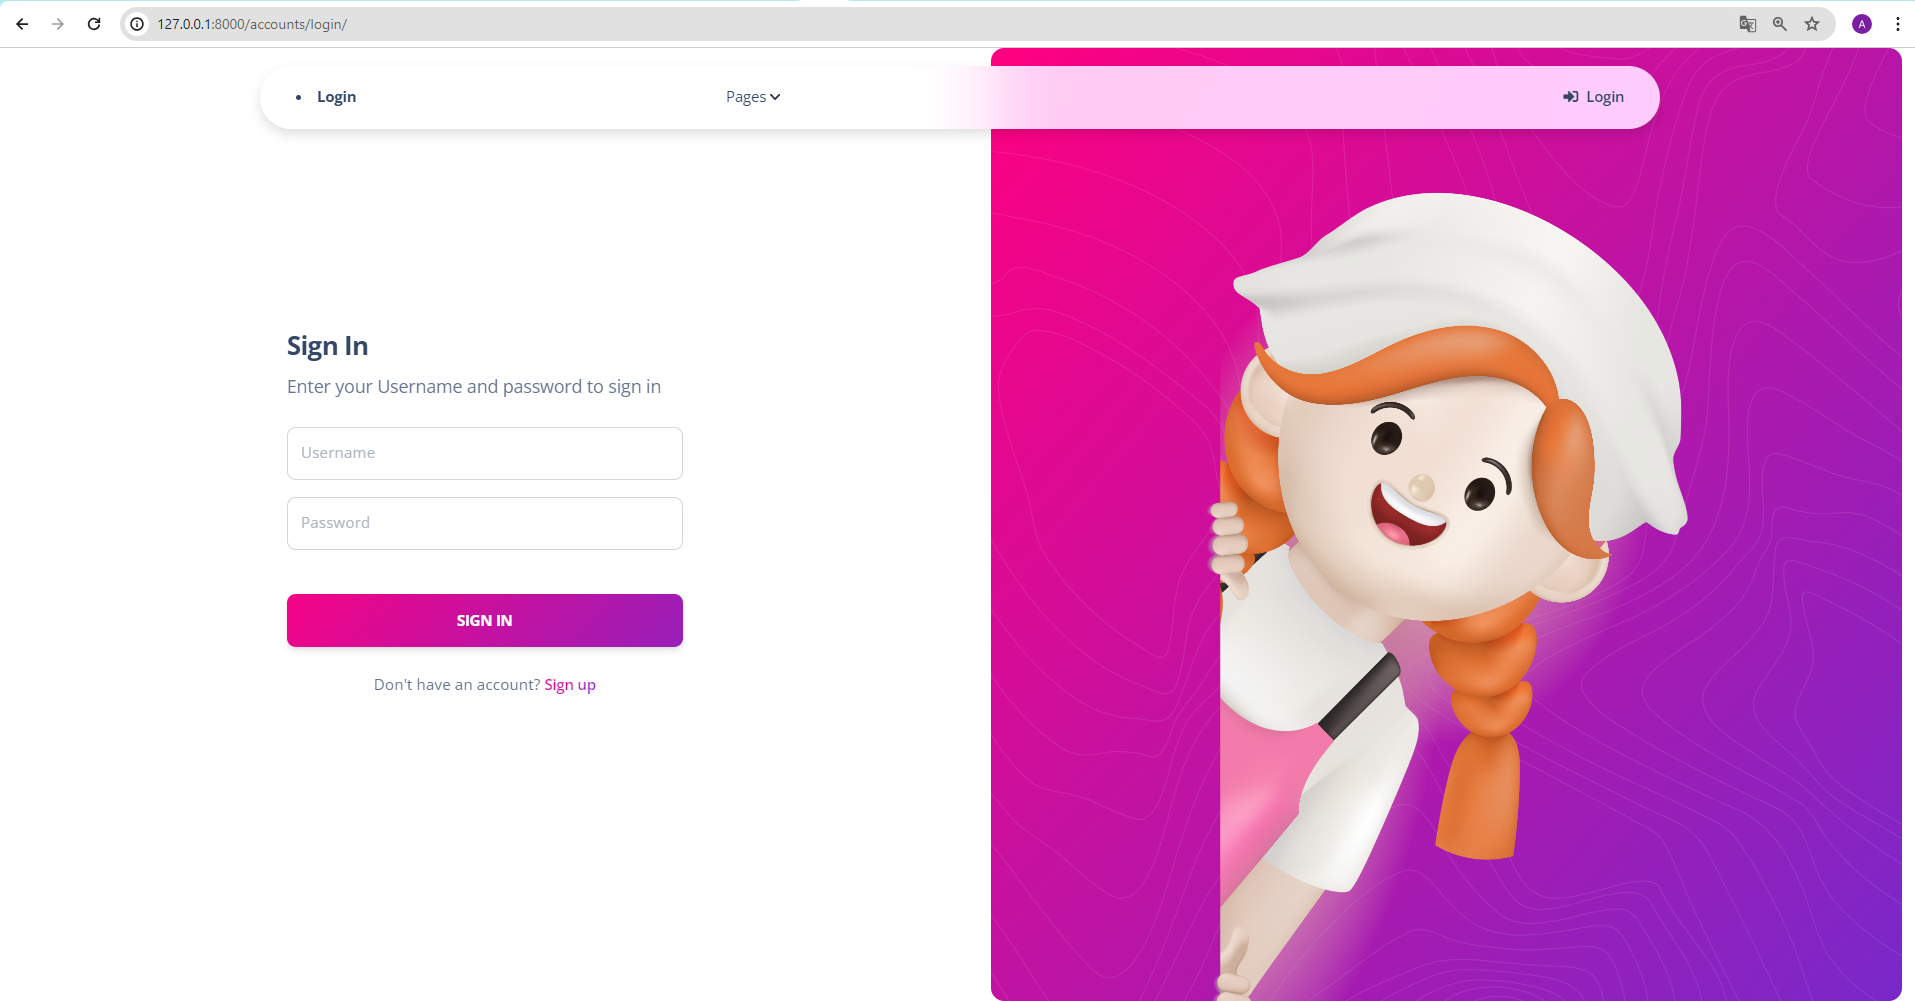 127.0.0.1:8000/accounts/login/
A
Login
Pages
Login
Sign In
Enter your Username and password to sign in
Username
Password
SIGN IN
Don't have an account? Sign up